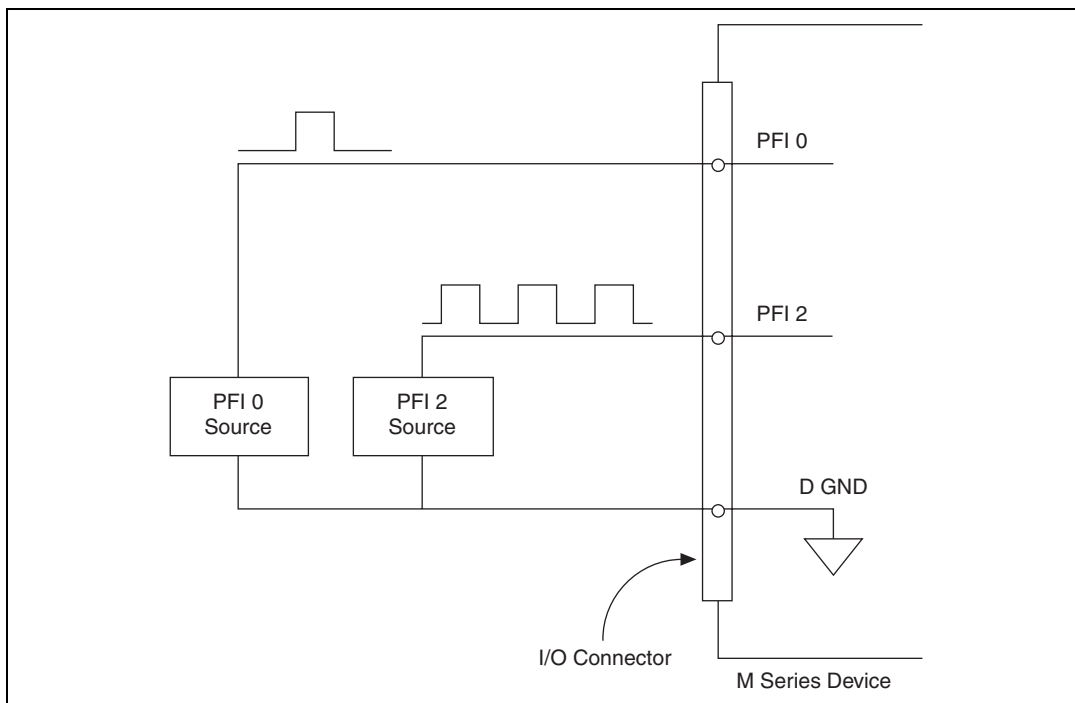 PFI 0
PFI 2
PFI 0
Source
PFI 2
Source
D GND
I/O Connector
M Series Device